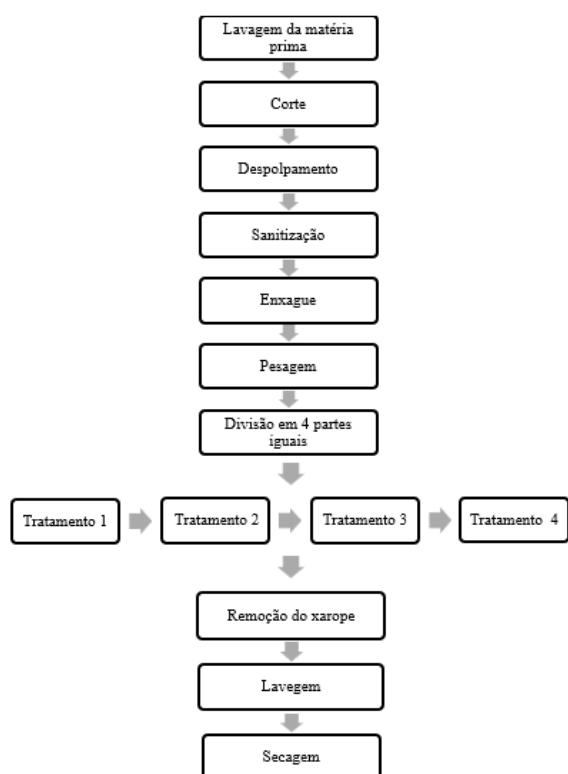 Lavagem da matéria
prima
Corte
Despolpamento
Sanitização
Enxague
Pesagem
Divisão em 4 partes
iguais
Tratamento 1
Tratamento 2
Tratamento 3
Tratamento 4
Remoção do xarope
Lavegem
Secagem